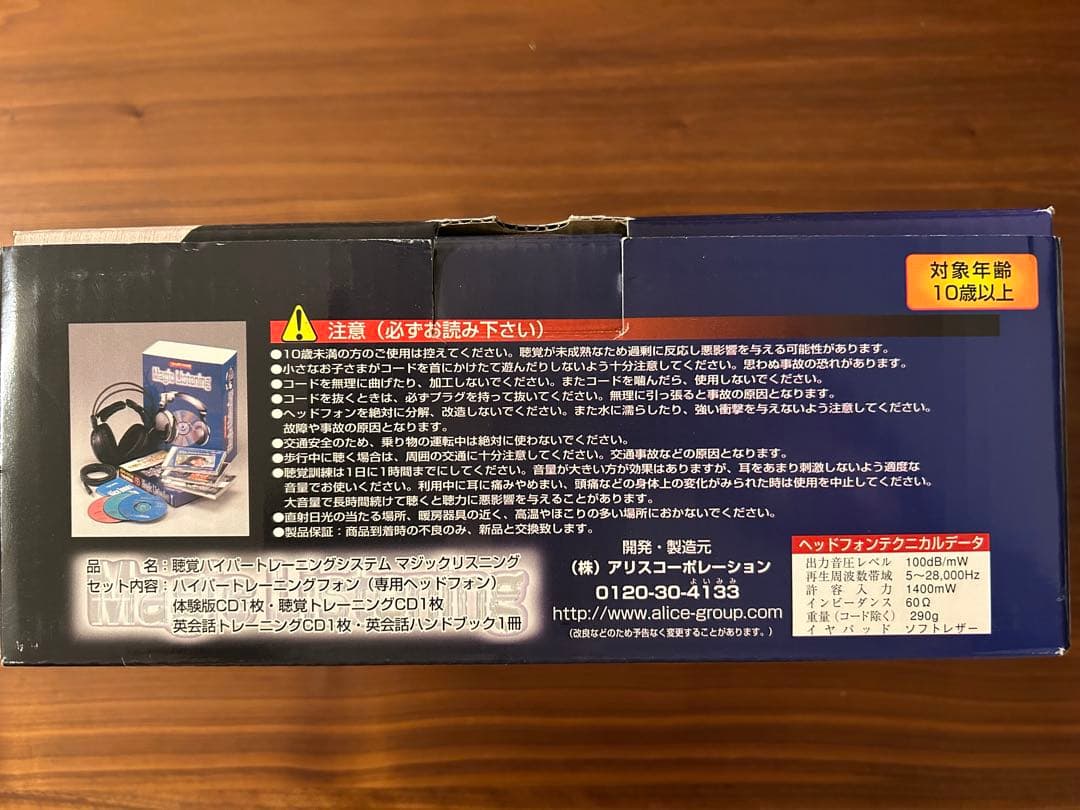 対象年齢
10歳以上
注意（必ずお読み下さい）
●10歳未満の方のご使用は控えてください。聴覚が未成熟なため過剰に反応し悪影響を与える可能性があります。
●小さなお子さまがコードを首にかけたて遊んだりしないよう十分注意してください。思わぬ事故の恐れがあります。
●コードを無理に曲げたり、加工しないでください。またコードを噛んだら、使用しないでください。
●コードを抜くときは、必ずプラグを持って抜いてください。無理に引っ張ると事故の原因となります。
●ヘッドフォンを絶対に分解、改造しないでください。また水に濡らしたり、強い衝撃を与えないよう注意してください。
故障や事故の原因となります。
●交通安全のため、乗り物の運転中は絶対に使わないでください。
●歩行中に聴く場合は、周囲の交通に十分注意してください。交通事故などの原因となります。
●聴覚訓練は1日に1時間までにしてください。音量が大きい方が効果はありますが、耳をあまり刺激しないよう適度な
音量でお使いください。利用中に耳に痛みやめまい、頭痛などの身体上の変化がみられた時は使用を中止してください。
大音量で長時間続けて聴くと聴力に悪影響を与えることがあります。
●直射日光の当たる場所、暖房器具の近く、高温やほこりの多い場所におかないでください。
●製品保証：商品到着時の不良のみ、新品と交換致します。
Magic Listening
品　　名：聴覚ハイパートレーニングシステム マジックリスニング
セット内容：ハイパートレーニングフォン（専用ヘッドフォン）
体験版CD1枚・聴覚トレーニングCD1枚
英会話トレーニングCD1枚・英会話ハンドブック1冊
開発・製造元
（株）アリスコーポレーション
よいみみ
0120-30-4133
http://www.alice-group.com
（改良などのため予告なく変更することがあります。）
ヘッドフォンテクニカルデータ
出力音圧レベル　100dB/mW
再生周波数帯域　5〜28,000Hz
許容入力　1400mW
インピーダンス　60Ω
重量（コード除く）290g
イヤパッド　ソフトレザー